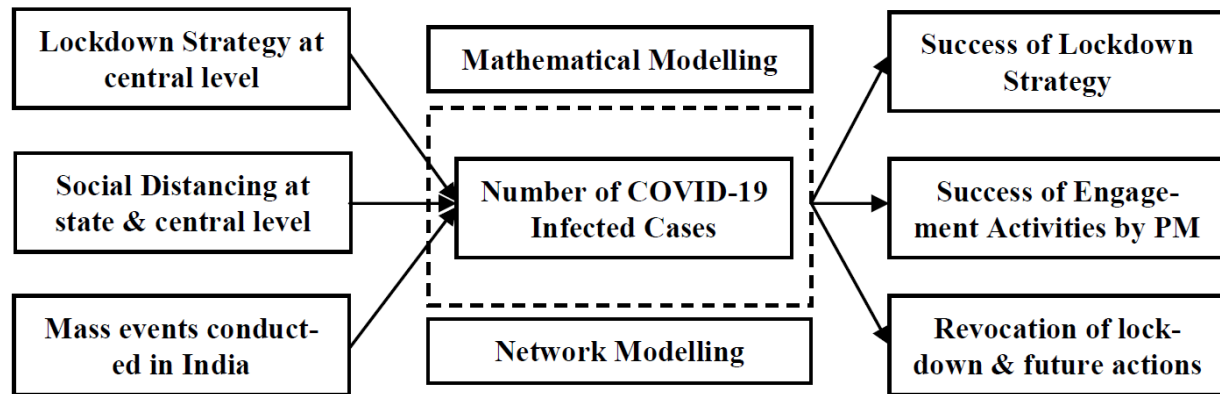 Lockdown Strategy at
central level
Social Distancing at
state & central level
Mass events conduct-
ed in India
Mathematical Modelling
Number of COVID-19
Infected Cases
Network Modelling
Success of Lockdown
Strategy
Success of Engage-
ment Activities by PM
Revocation of lock-
down & future actions